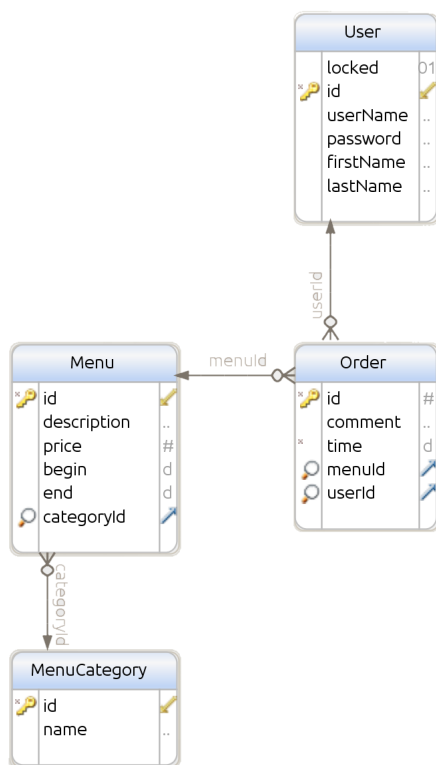 User
locked 01
id
userName ..
password ..
firstName ..
lastName ..
userId
menuId
Menu
* id
description ..
price #
begin d
end d
categoryId
Order
* id #
comment ..
* time d
menuId
userId
categoryId
MenuCategory
* id
name ..